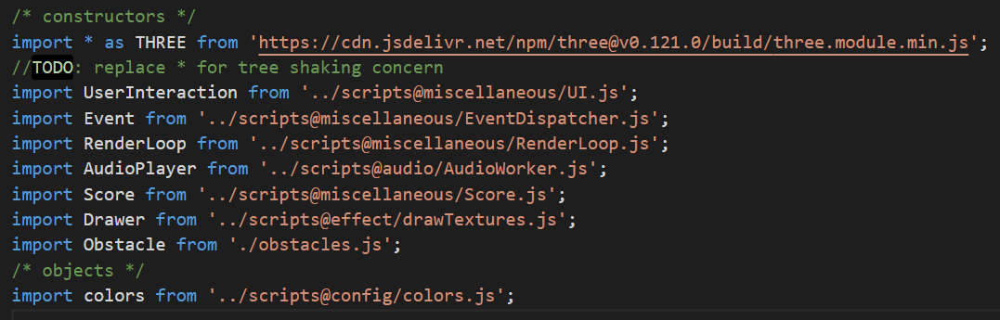 /* constructors */
import * as THREE from 'https://cdn.jsdelivr.net/npm/three@v0.121.0/build/three.module.min.js';
//TODO: replace * for tree shaking concern
import UserInteraction from '../scripts@miscellaneous/UI.js';
import Event from '../scripts@miscellaneous/EventDispatcher.js';
import RenderLoop from '../scripts@miscellaneous/RenderLoop.js';
import AudioPlayer from '../scripts@audio/AudioWorker.js';
import Score from '../scripts@miscellaneous/Score.js';
import Drawer from '../scripts@effect/drawTextures.js';
import Obstacle from './obstacles.js';
/* objects */
import colors from '../scripts@config/colors.js';